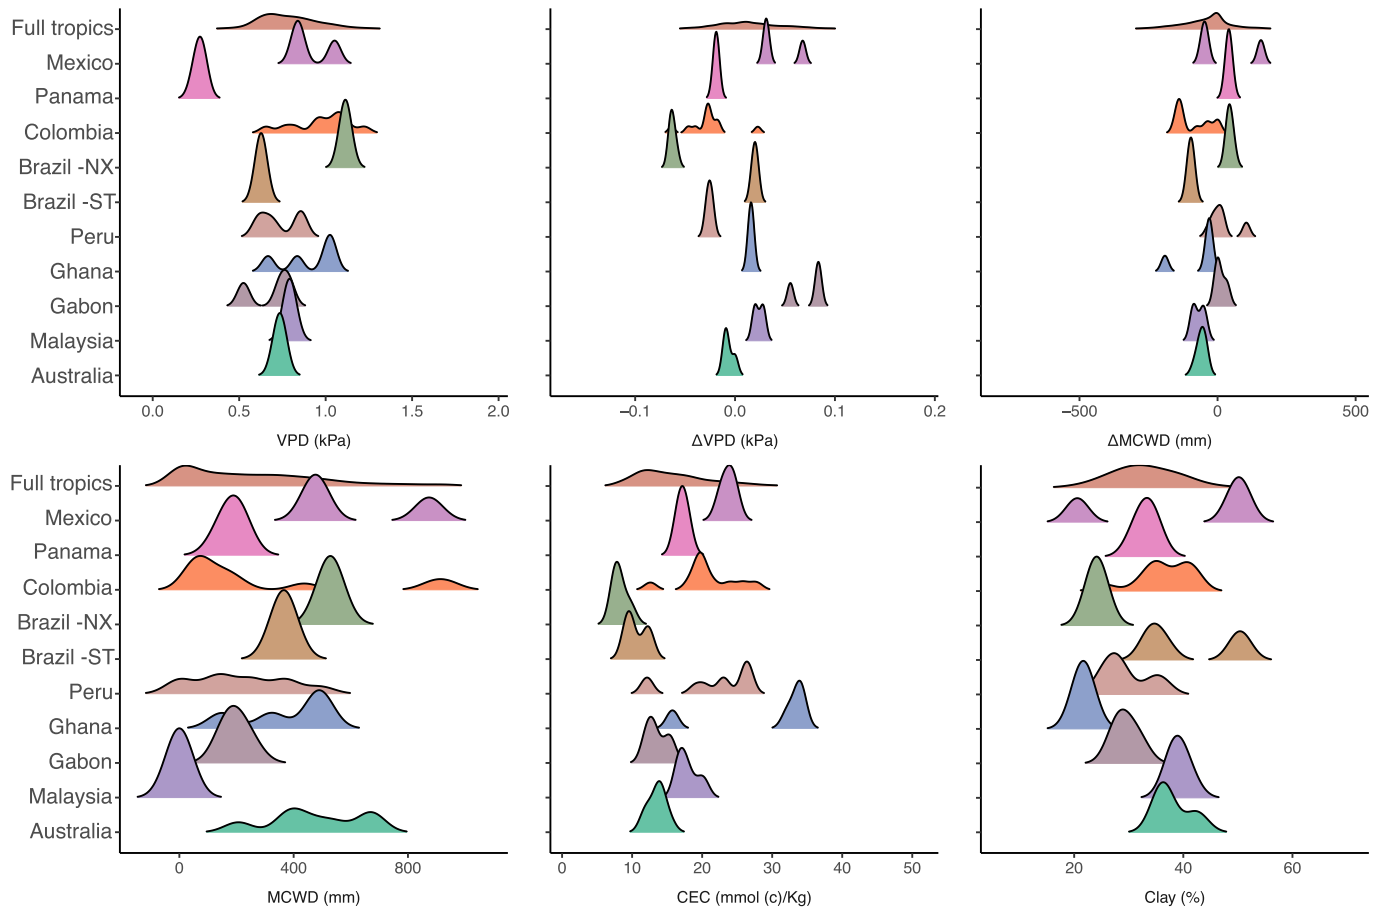 Full tropics
Mexico
Panama
Colombia
Brazil -NX
Brazil -ST
Peru
Ghana
Gabon
Malaysia
Australia
0.0 0.5 1.0 1.5 2.0
VPD (kPa)
−0.1 0.0 0.1 0.2
ΔVPD (kPa)
−500 0 500
ΔMCWD (mm)
Full tropics
Mexico
Panama
Colombia
Brazil -NX
Brazil -ST
Peru
Ghana
Gabon
Malaysia
Australia
0 400 800
MCWD (mm)
0 10 20 30 40 50
CEC (mmol (c)/Kg)
20 40 60
Clay (%)